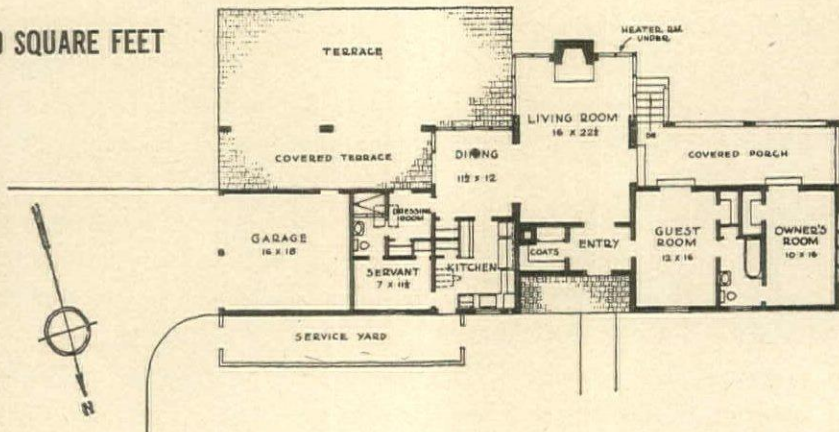 SQUARE FEET
TERRACE
HEATER RM.
UNDER
LIVING ROOM
16 X 22½
DN
COVERED TERRACE
DINING
11½ X 12
COVERED PORCH
DRESSING
ROOM
GARAGE
16 X 18
GUEST
ROOM
12 X 16
OWNER'S
ROOM
10 X 16
COATS
ENTRY
SERVANT
7 X 11½
KITCHEN
SERVICE YARD
N